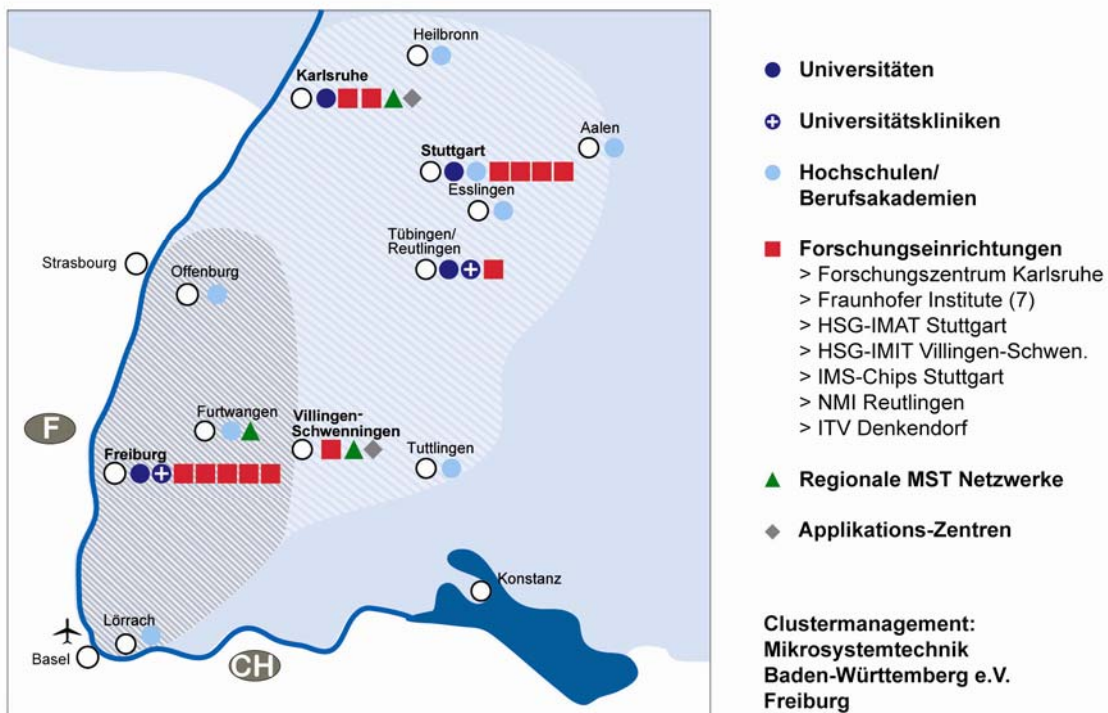 Heilbronn
Karlsruhe
Aalen
Stuttgart
Esslingen
Tübingen/
Reutlingen
Strasbourg
Offenburg
F
Furtwangen
Villingen-
Schwenningen
Freiburg
Tuttlingen
Konstanz
Lörrach
Basel
CH
Universitäten
Universitätskliniken
Hochschulen/
Berufsakademien
Forschungseinrichtungen
> Forschungszentrum Karlsruhe
> Fraunhofer Institute (7)
> HSG-IMAT Stuttgart
> HSG-IMIT Villingen-Schwen.
> IMS-Chips Stuttgart
> NMI Reutlingen
> ITV Denkendorf
Regionale MST Netzwerke
Applikations-Zentren
Clustermanagement:
Mikrosystemtechnik
Baden-Württemberg e.V.
Freiburg